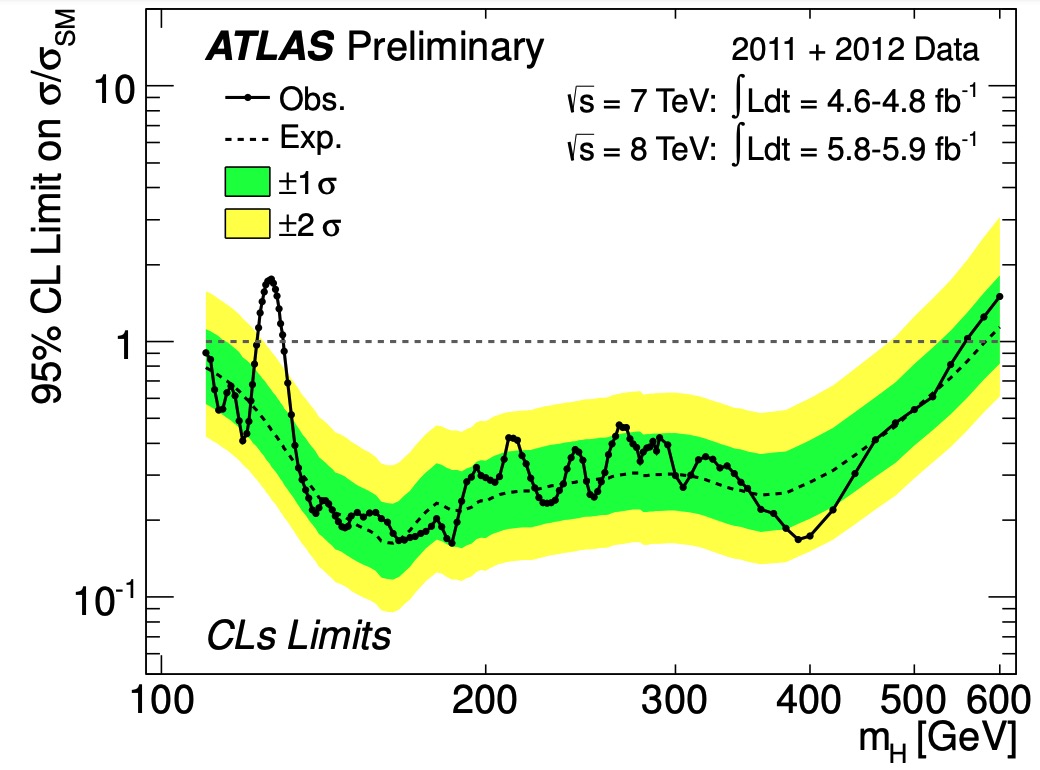 ATLAS Preliminary
2011 + 2012 Data
Obs.
√s = 7 TeV: ∫Ldt = 4.6-4.8 fb⁻¹
Exp.
√s = 8 TeV: ∫Ldt = 5.8-5.9 fb⁻¹
±1 σ
±2 σ
95% CL Limit on σ/σSM
10
1
10⁻¹
CLs Limits
100 200 300 400 500 600
mH [GeV]